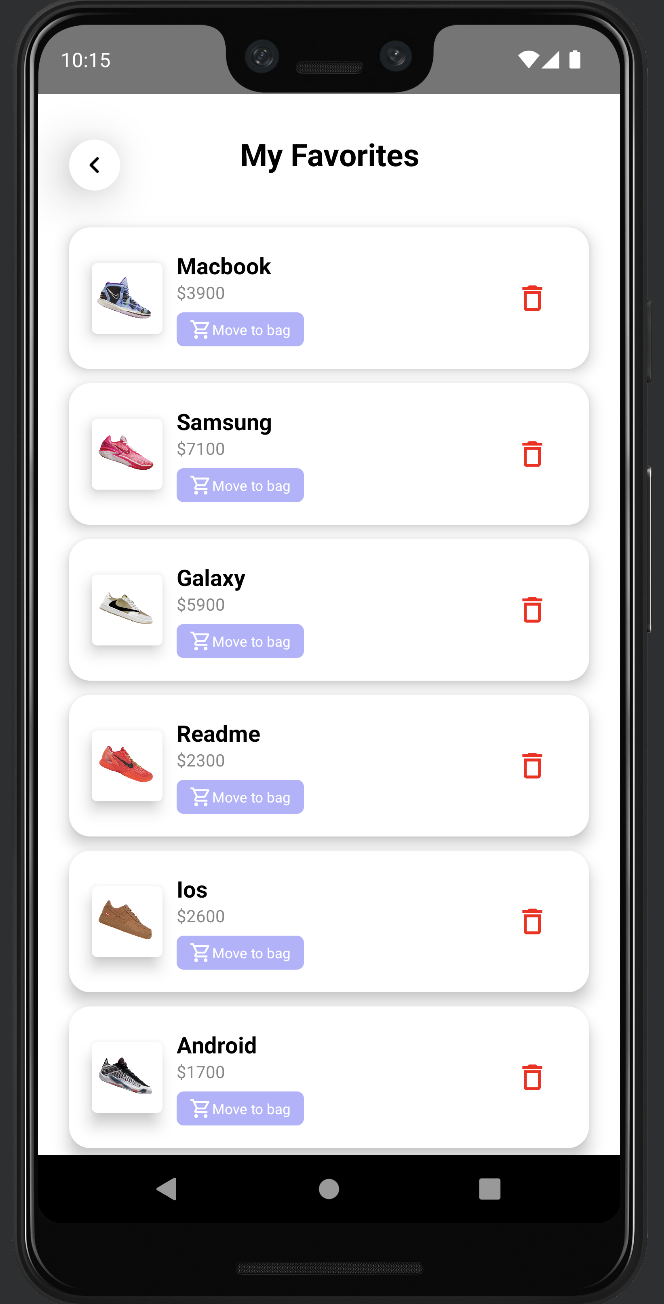 10:15
My Favorites
Macbook
$3900
Move to bag
Samsung
$7100
Move to bag
Galaxy
$5900
Move to bag
Readme
$2300
Move to bag
Ios
$2600
Move to bag
Android
$1700
Move to bag